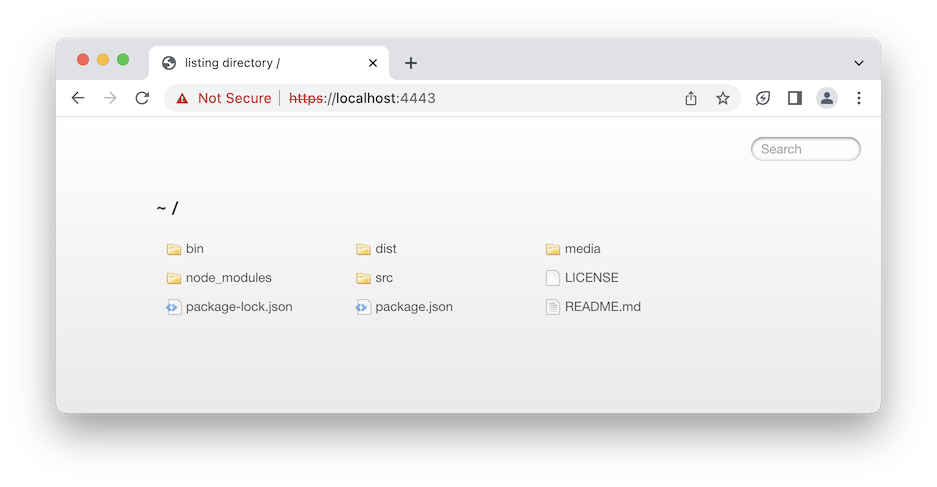 listing directory /
Not Secure | https://localhost:4443
Search
~ /
bin dist media
node_modules src LICENSE
package-lock.json package.json README.md